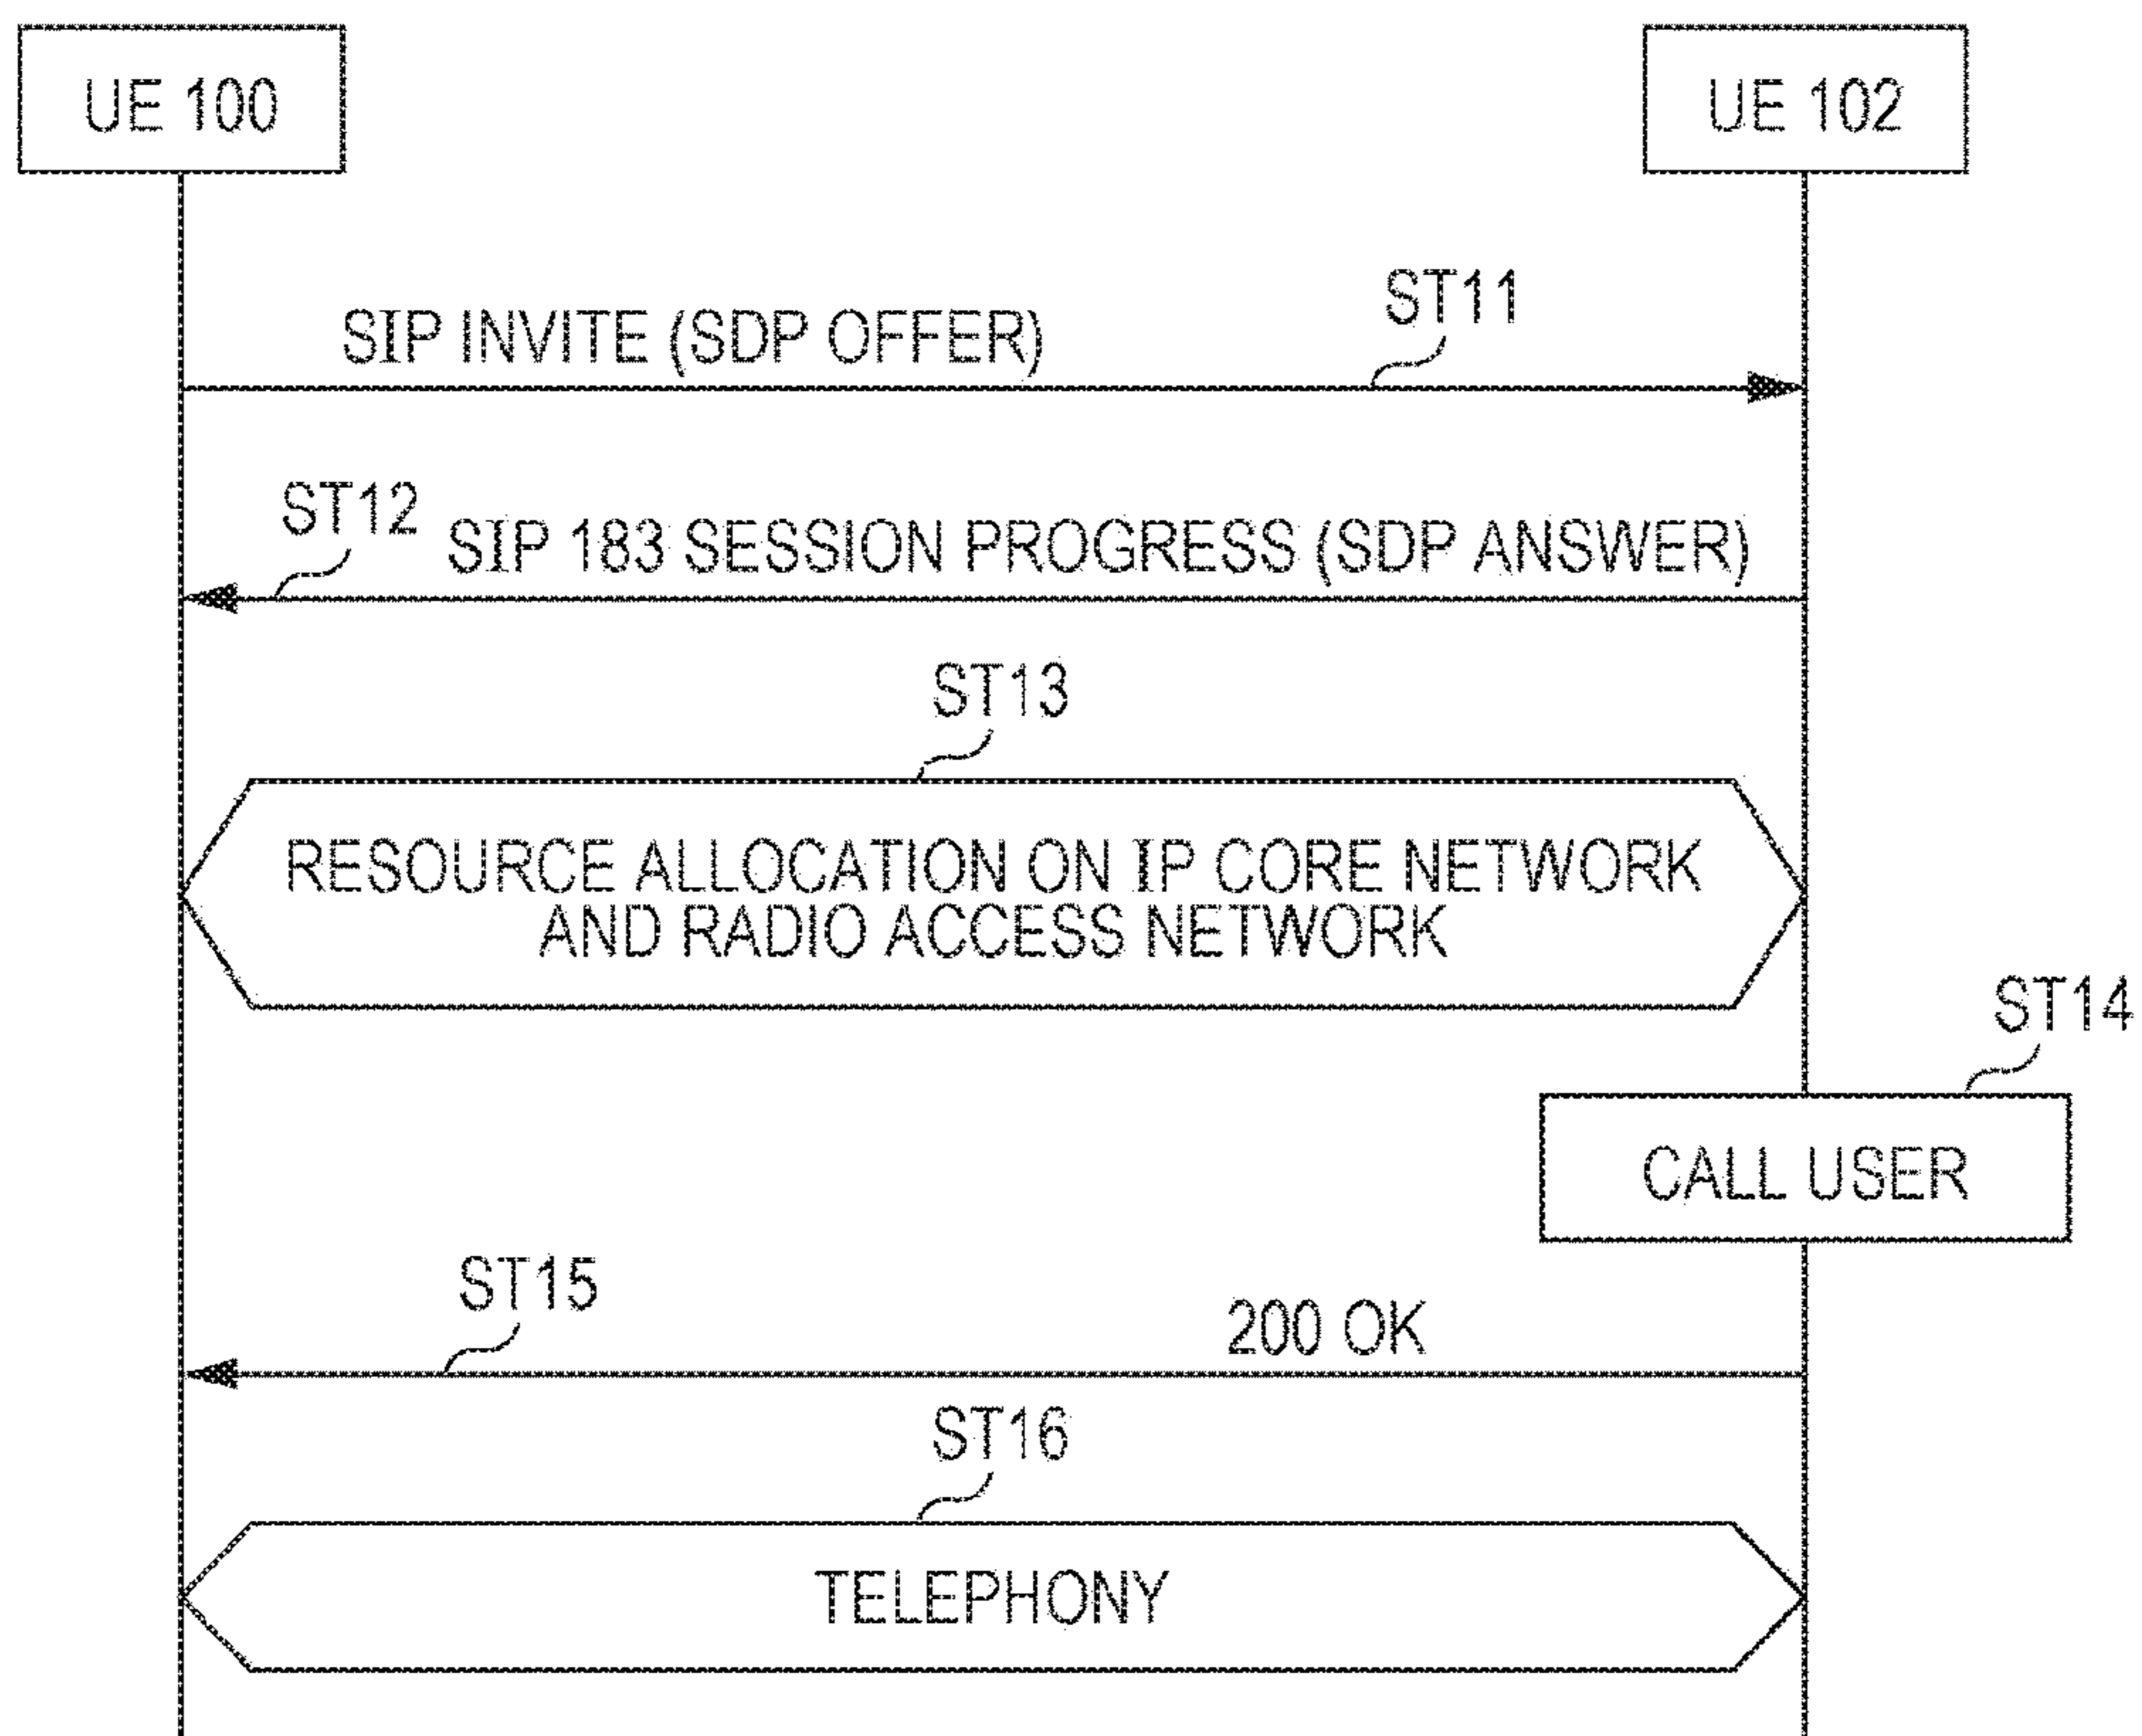 UE 100
UE 102
ST11
SIP INVITE (SDP OFFER)
ST12
SIP 183 SESSION PROGRESS (SDP ANSWER)
ST13
RESOURCE ALLOCATION ON IP CORE NETWORK
AND RADIO ACCESS NETWORK
ST14
CALL USER
ST15
200 OK
ST16
TELEPHONY